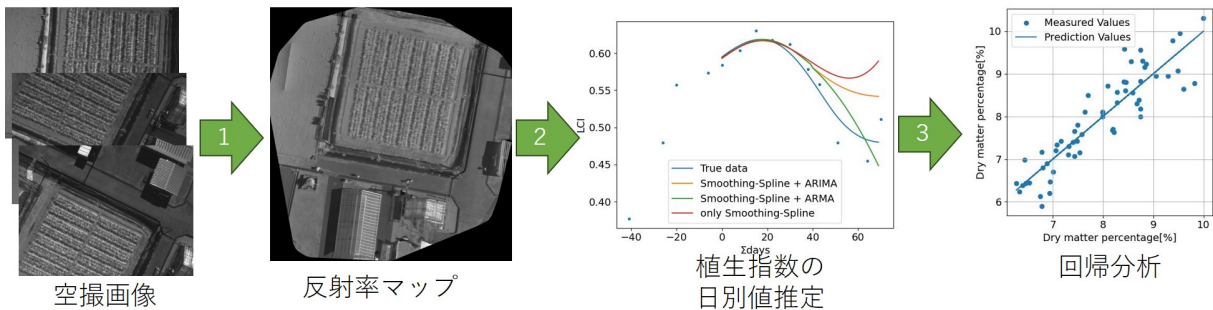 1
2
3
空撮画像
反射率マップ
0.60
0.55
0.50
0.45
0.40
LCI
True data
Smoothing-Spline + ARIMA
Smoothing-Spline + ARMA
only Smoothing-Spline
−40
−20
0
20
40
60
Σdays
植生指数の
日別値推定
Measured Values
Prediction Values
10
9
8
7
6
Dry matter percentage[%]
7
8
9
10
Dry matter percentage[%]
回帰分析